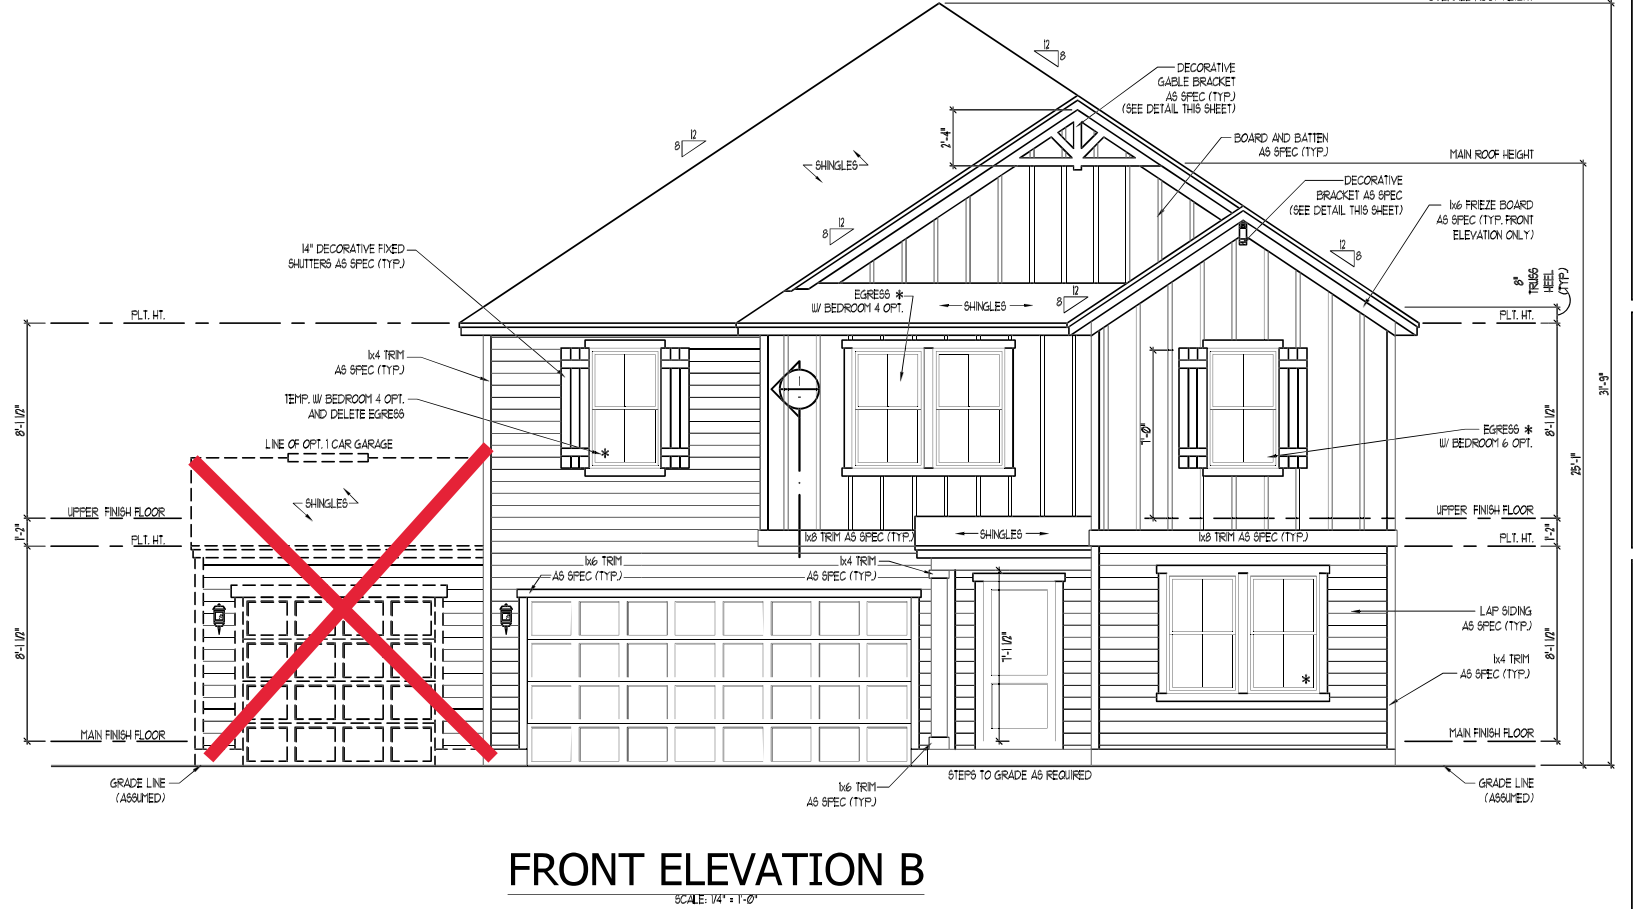 12
8
DECORATIVE
GABLE BRACKET
AS SPEC (TYP.)
(SEE DETAIL THIS SHEET)
2'-4"
BOARD AND BATTEN
AS SPEC (TYP.)
12
8
SHINGLES
MAIN ROOF HEIGHT
DECORATIVE
BRACKET AS SPEC
(SEE DETAIL THIS SHEET)
1x6 FRIEZE BOARD
AS SPEC (TYP. FRONT
ELEVATION ONLY)
12
8
12
8
14" DECORATIVE FIXED
SHUTTERS AS SPEC (TYP.)
8"
TRUSS
HEEL
(TYP.)
EGRESS *
W/ BEDROOM 4 OPT.
SHINGLES
12
8
PLT. HT.
PLT. HT.
1x4 TRIM
AS SPEC (TYP.)
TEMP. W/ BEDROOM 4 OPT.
AND DELETE EGRESS
31'-9"
8'-1 1/2"
8'-1 1/2"
7'-0"
EGRESS *
W/ BEDROOM 6 OPT.
25'-1"
LINE OF OPT. 1 CAR GARAGE
*
SHINGLES
UPPER FINISH FLOOR
UPPER FINISH FLOOR
1'-2"
1'-2"
PLT. HT.
1x8 TRIM AS SPEC (TYP.)
SHINGLES
1x8 TRIM AS SPEC (TYP.)
PLT. HT.
1x6 TRIM
AS SPEC (TYP.)
1x4 TRIM
AS SPEC (TYP.)
LAP SIDING
AS SPEC (TYP.)
8'-1 1/2"
7'-1 1/2"
8'-1 1/2"
1x4 TRIM
AS SPEC (TYP.)
*
MAIN FINISH FLOOR
MAIN FINISH FLOOR
GRADE LINE
(ASSUMED)
1x6 TRIM
AS SPEC (TYP.)
STEPS TO GRADE AS REQUIRED
GRADE LINE
(ASSUMED)
FRONT ELEVATION B
SCALE: 1/4" = 1'-0"